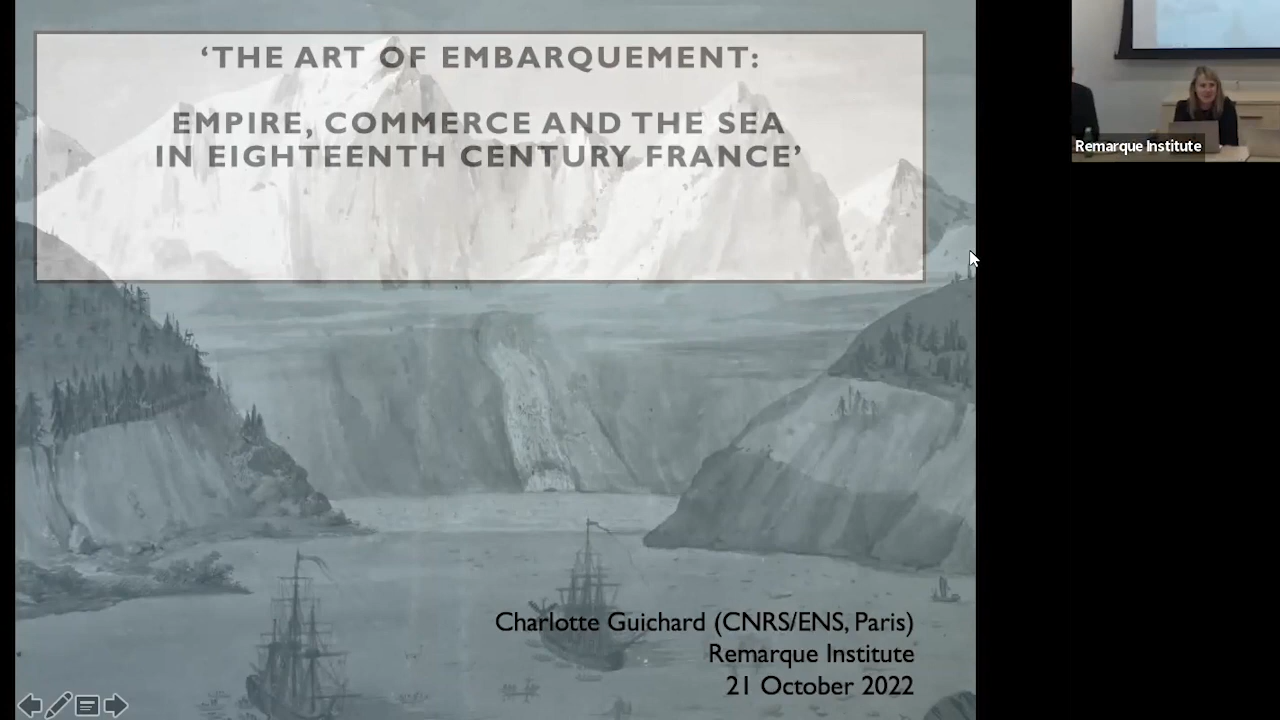 ‘THE ART OF EMBARQUEMENT:
EMPIRE, COMMERCE AND THE SEA
IN EIGHTEENTH CENTURY FRANCE’
Remarque Institute
Charlotte Guichard (CNRS/ENS, Paris)
Remarque Institute
21 October 2022